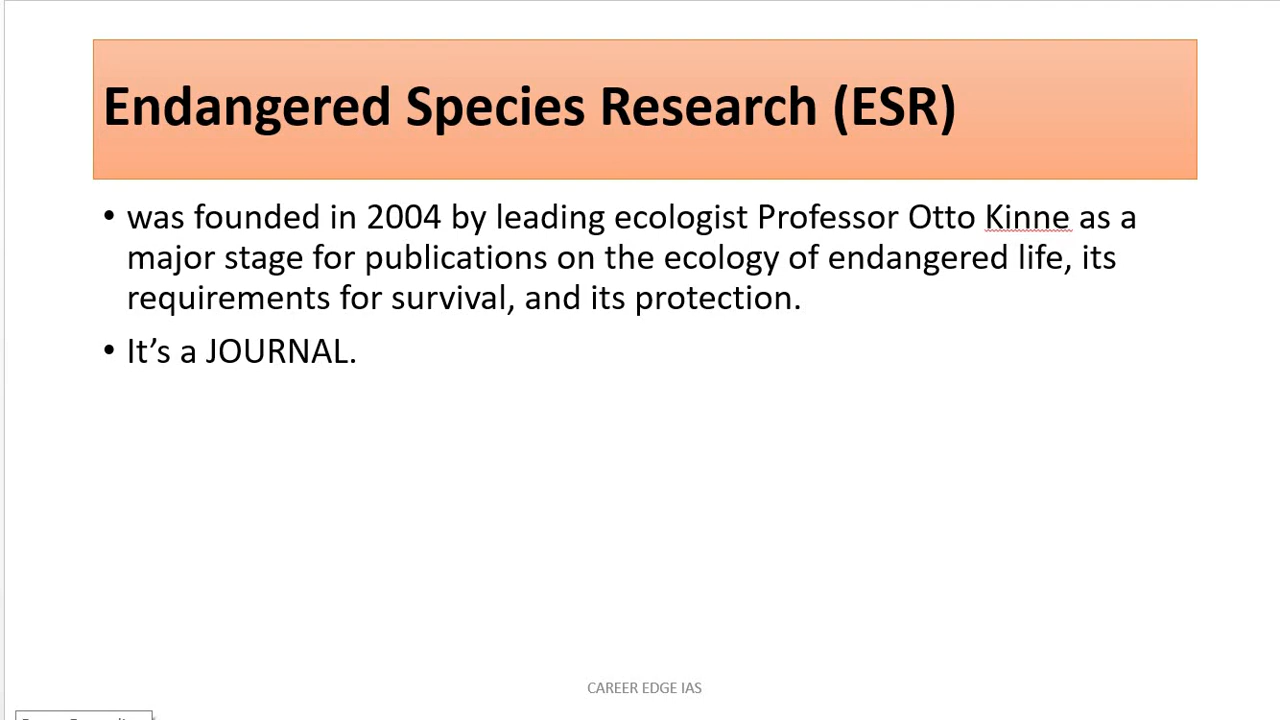 Endangered Species Research (ESR)
• was founded in 2004 by leading ecologist Professor Otto Kinne as a
major stage for publications on the ecology of endangered life, its
requirements for survival, and its protection.
• It’s a JOURNAL.
CAREER EDGE IAS